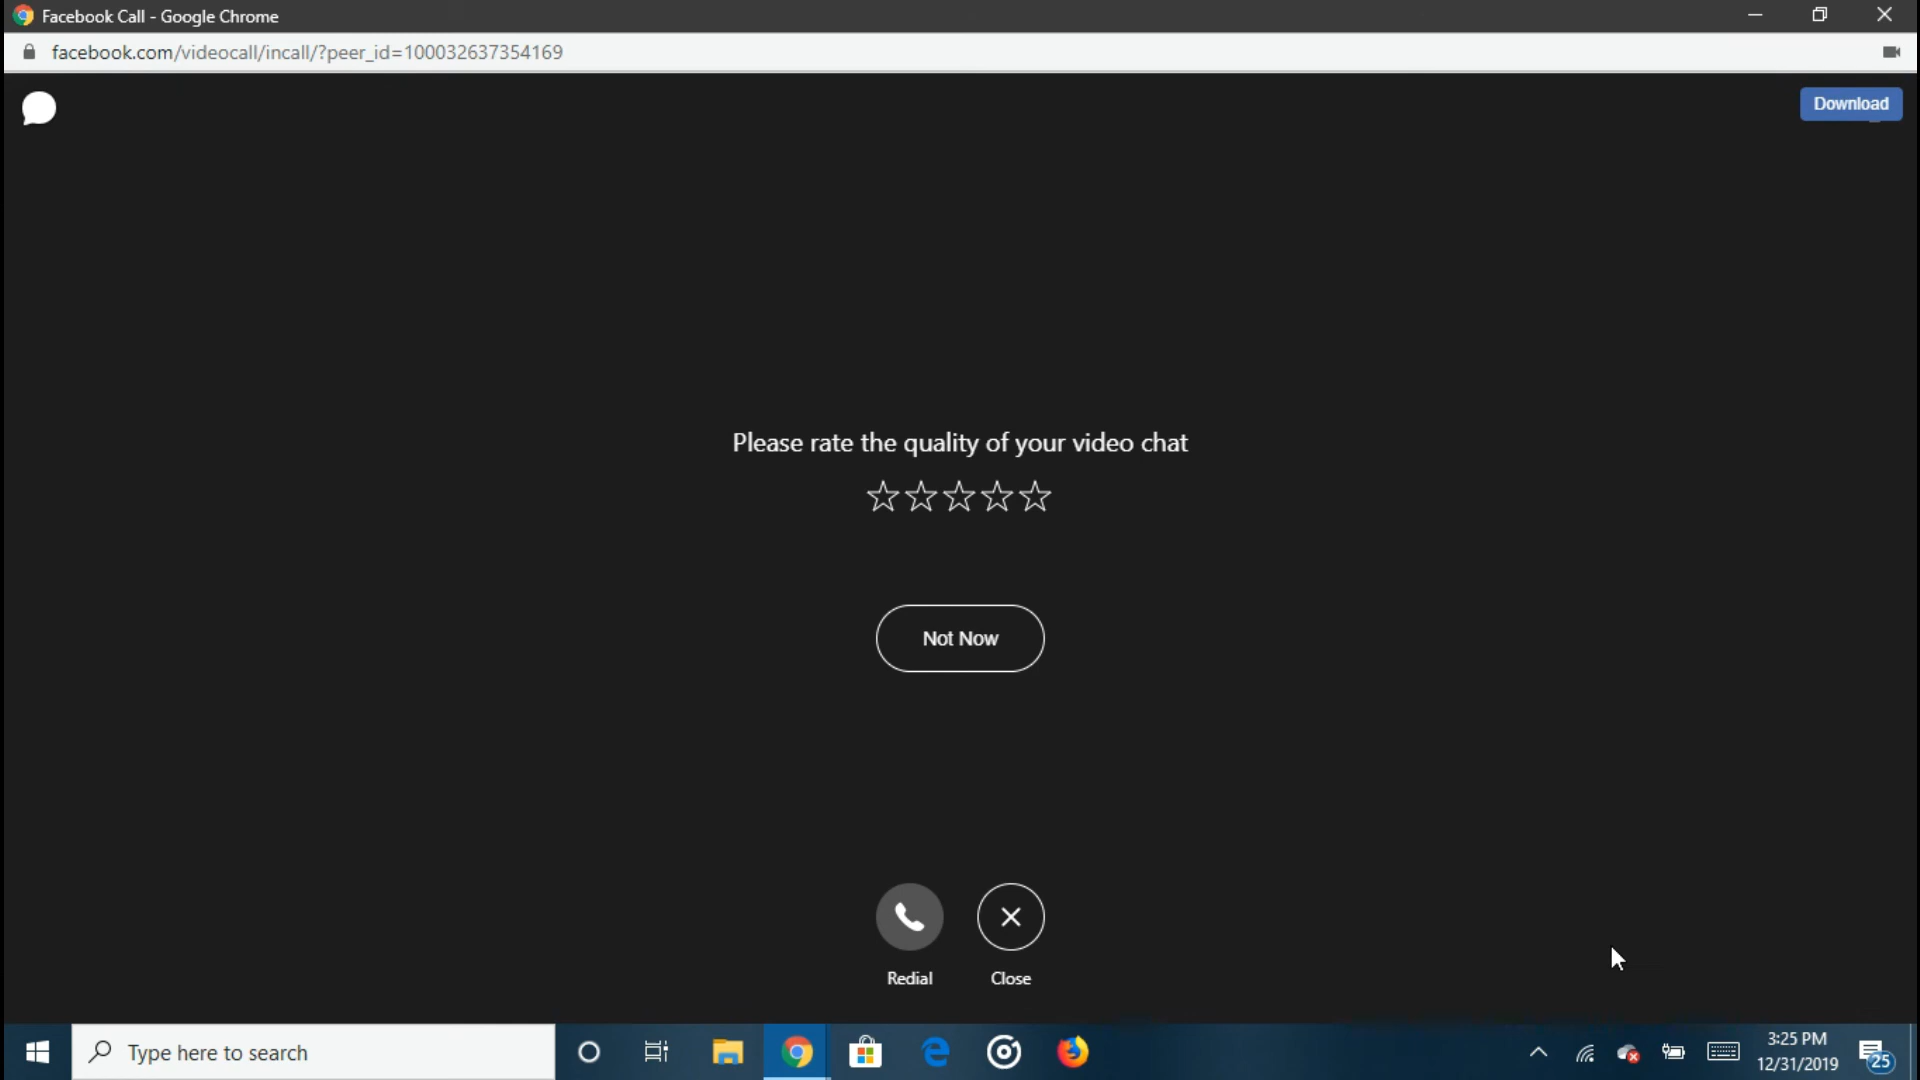 Facebook Call - Google Chrome
facebook.com/videocall/incall/?peer_id=100032637354169
Download
Please rate the quality of your video chat
Not Now
Redial Close
Type here to search
3:25 PM
12/31/2019
25